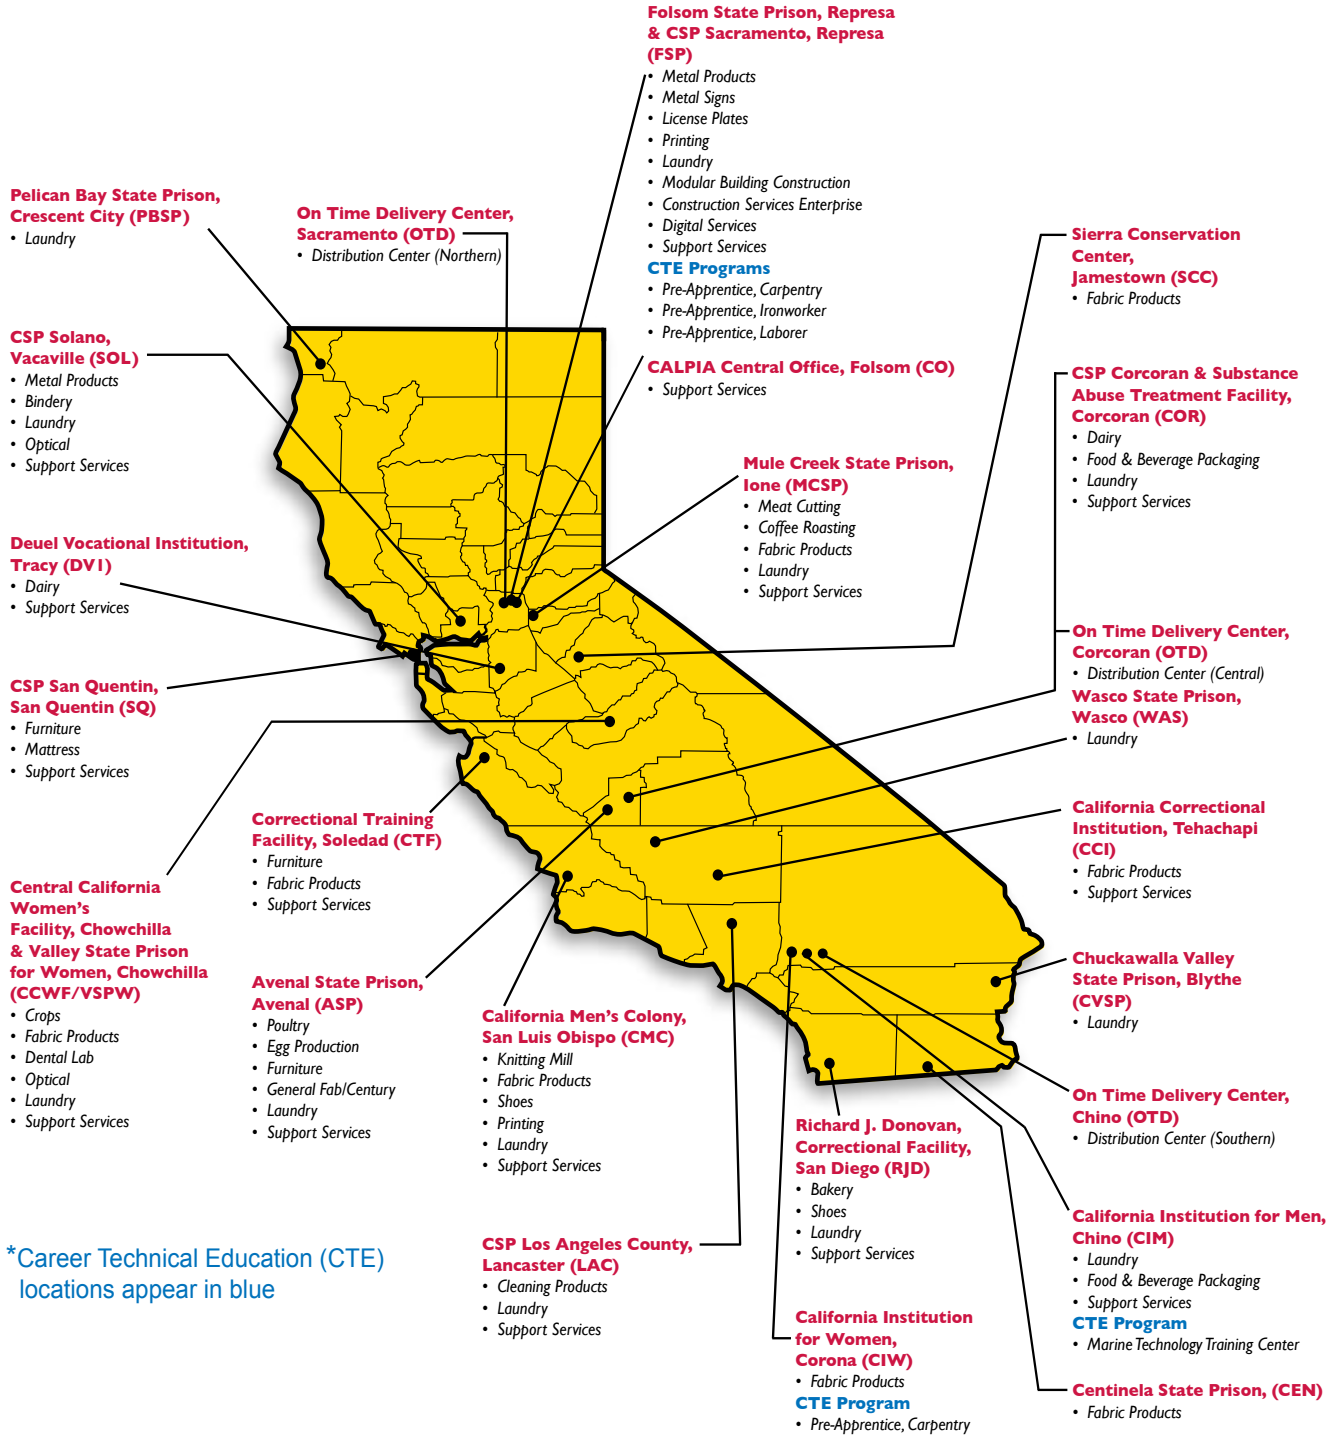 Folsom State Prison, Represa
& CSP Sacramento, Represa
(FSP)
• Metal Products
• Metal Signs
• License Plates
• Printing
• Laundry
• Modular Building Construction
• Construction Services Enterprise
• Digital Services
• Support Services
CTE Programs
• Pre-Apprentice, Carpentry
• Pre-Apprentice, Ironworker
• Pre-Apprentice, Laborer
CALPIA Central Office, Folsom (CO)
• Support Services
Pelican Bay State Prison,
Crescent City (PBSP)
• Laundry
On Time Delivery Center,
Sacramento (OTD)
• Distribution Center (Northern)
CSP Solano,
Vacaville (SOL)
• Metal Products
• Bindery
• Laundry
• Optical
• Support Services
Deuel Vocational Institution,
Tracy (DV1)
• Dairy
• Support Services
CSP San Quentin,
San Quentin (SQ)
• Furniture
• Mattress
• Support Services
Central California
Women's
Facility, Chowchilla
& Valley State Prison
for Women, Chowchilla
(CCWF/VSPW)
• Crops
• Fabric Products
• Dental Lab
• Optical
• Laundry
• Support Services
Correctional Training
Facility, Soledad (CTF)
• Furniture
• Fabric Products
• Support Services
Avenal State Prison,
Avenal (ASP)
• Poultry
• Egg Production
• Furniture
• General Fab/Century
• Laundry
• Support Services
California Men's Colony,
San Luis Obispo (CMC)
• Knitting Mill
• Fabric Products
• Shoes
• Printing
• Laundry
• Support Services
CSP Los Angeles County,
Lancaster (LAC)
• Cleaning Products
• Laundry
• Support Services
Mule Creek State Prison,
Ione (MCSP)
• Meat Cutting
• Coffee Roasting
• Fabric Products
• Laundry
• Support Services
Sierra Conservation
Center,
Jamestown (SCC)
• Fabric Products
CSP Corcoran & Substance
Abuse Treatment Facility,
Corcoran (COR)
• Dairy
• Food & Beverage Packaging
• Laundry
• Support Services
On Time Delivery Center,
Corcoran (OTD)
• Distribution Center (Central)
Wasco State Prison,
Wasco (WAS)
• Laundry
California Correctional
Institution, Tehachapi
(CCI)
• Fabric Products
• Support Services
Chuckawalla Valley
State Prison, Blythe
(CVSP)
• Laundry
On Time Delivery Center,
Chino (OTD)
• Distribution Center (Southern)
Richard J. Donovan,
Correctional Facility,
San Diego (RJD)
• Bakery
• Shoes
• Laundry
• Support Services
California Institution
for Women,
Corona (CIW)
• Fabric Products
CTE Program
• Pre-Apprentice, Carpentry
California Institution for Men,
Chino (CIM)
• Laundry
• Food & Beverage Packaging
• Support Services
CTE Program
• Marine Technology Training Center
Centinela State Prison, (CEN)
• Fabric Products
*Career Technical Education (CTE)
locations appear in blue